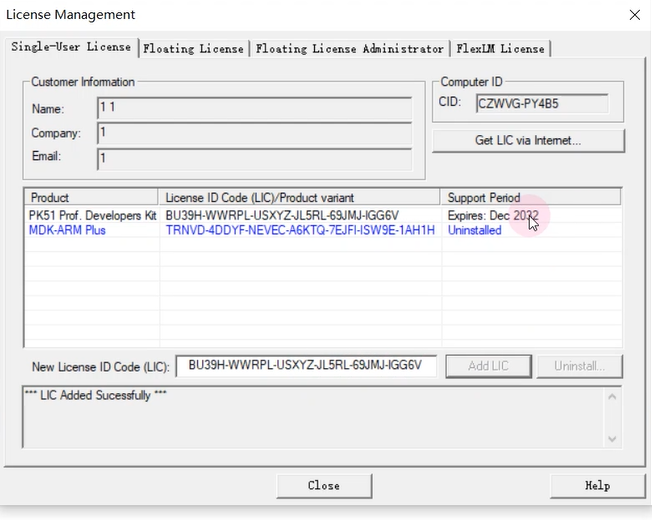 License Management
Single-User License Floating License Floating License Administrator FlexLM License
Customer Information
Name: 1 1
Company: 1
Email: 1
Computer ID
CID: CZWVG-PY4B5
Get LIC via Internet...
Product License ID Code (LIC)/Product variant Support Period
PK51 Prof. Developers Kit BU39H-WWRPL-USXYZ-JL5RL-69JMJ-IGG6V Expires: Dec 2032
MDK-ARM Plus TRNVD-4DDYF-NEVEC-A6KTQ-7EJFI-ISW9E-1AH1H Uninstalled
New License ID Code (LIC): BU39H-WWRPL-USXYZ-JL5RL-69JMJ-IGG6V Add LIC Uninstall...
*** LIC Added Sucessfully ***
Close Help